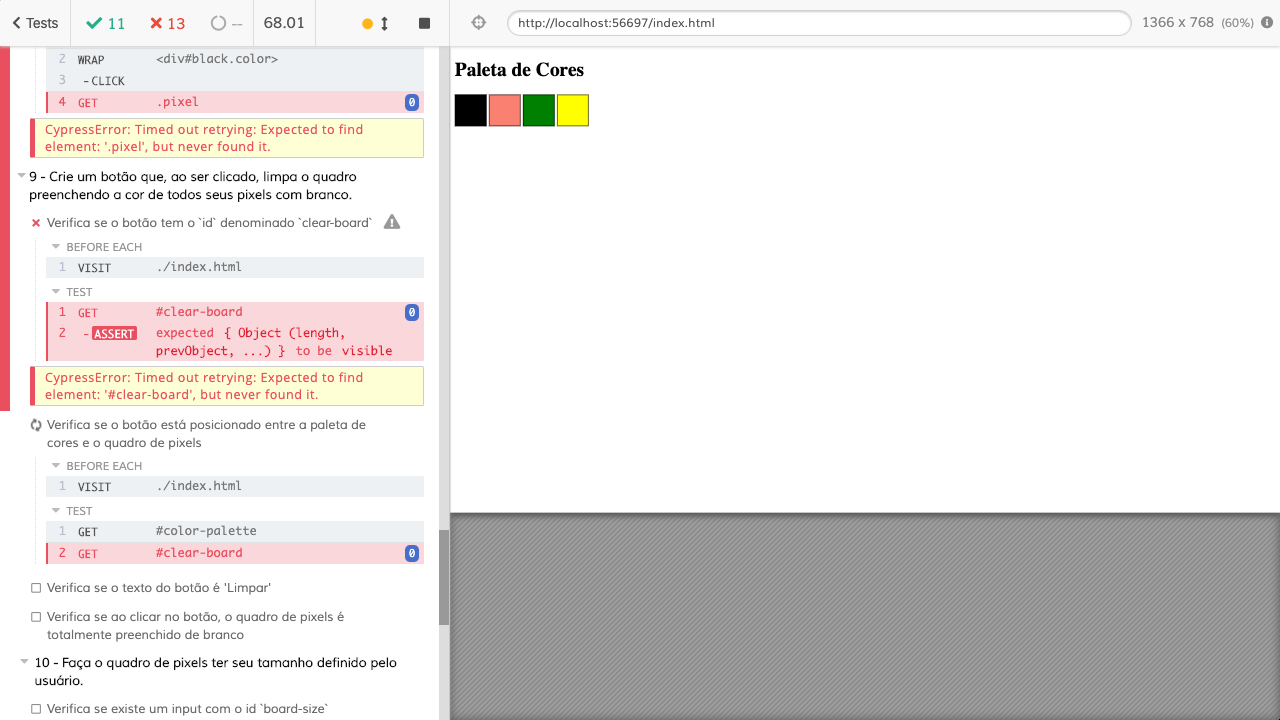 Tests 11 13 -- 68.01
http://localhost:56697/index.html 1366 x 768 (60%)
2 WRAP <div#black.color>
3 -CLICK
4 GET .pixel 0
CypressError: Timed out retrying: Expected to find
element: '.pixel', but never found it.
9 - Crie um botão que, ao ser clicado, limpa o quadro
preenchendo a cor de todos seus pixels com branco.
Verifica se o botão tem o `id` denominado `clear-board`
BEFORE EACH
1 VISIT ./index.html
TEST
1 GET #clear-board 0
2 -ASSERT expected { Object (length,
prevObject, ...) } to be visible
CypressError: Timed out retrying: Expected to find
element: '#clear-board', but never found it.
Verifica se o botão está posicionado entre a paleta de
cores e o quadro de pixels
BEFORE EACH
1 VISIT ./index.html
TEST
1 GET #color-palette
2 GET #clear-board 0
Verifica se o texto do botão é 'Limpar'
Verifica se ao clicar no botão, o quadro de pixels é
totalmente preenchido de branco
10 - Faça o quadro de pixels ter seu tamanho definido pelo
usuário.
Verifica se existe um input com o id `board-size`
Paleta de Cores